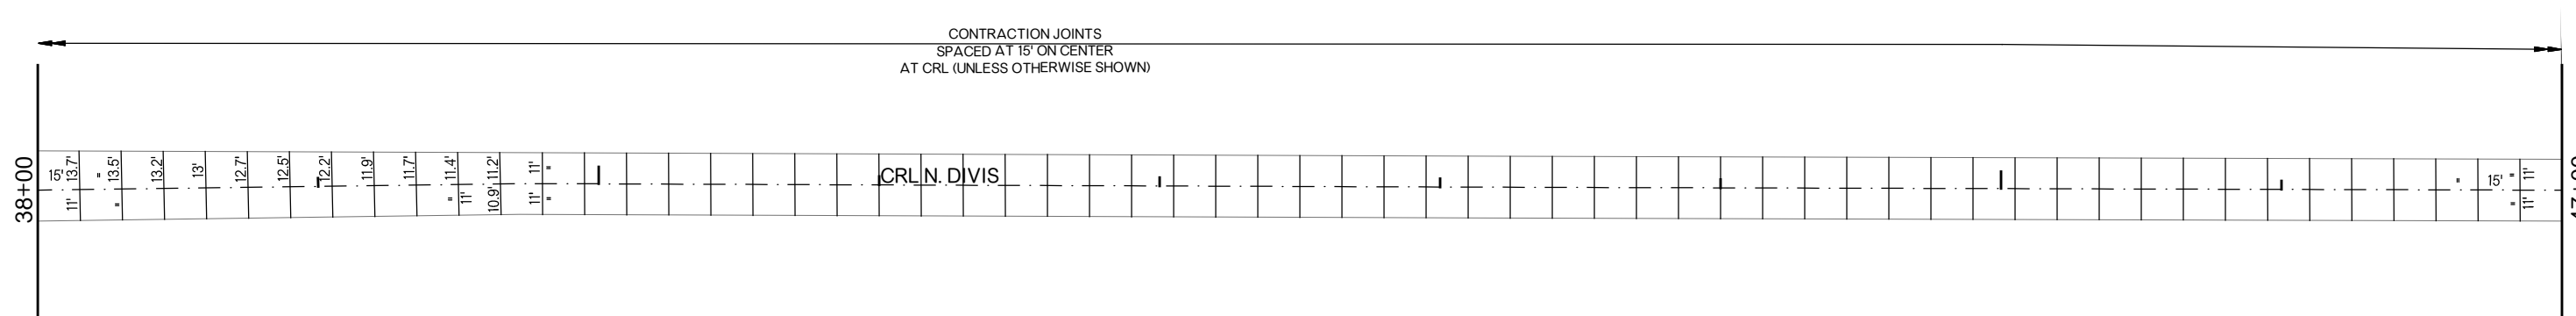 CONTRACTION JOINTS
SPACED AT 15' ON CENTER
AT CRL (UNLESS OTHERWISE SHOWN)
38+00
15' 13.7' = 13.5' 13.2' 13' 12.7' 12.5' 12.2' 11.9' 11.7' 11.4' 11.2' 11' =
CRL N. DIVIS
= 15' = 11'
11' = = 11' 10.9' 11' =
= 11'